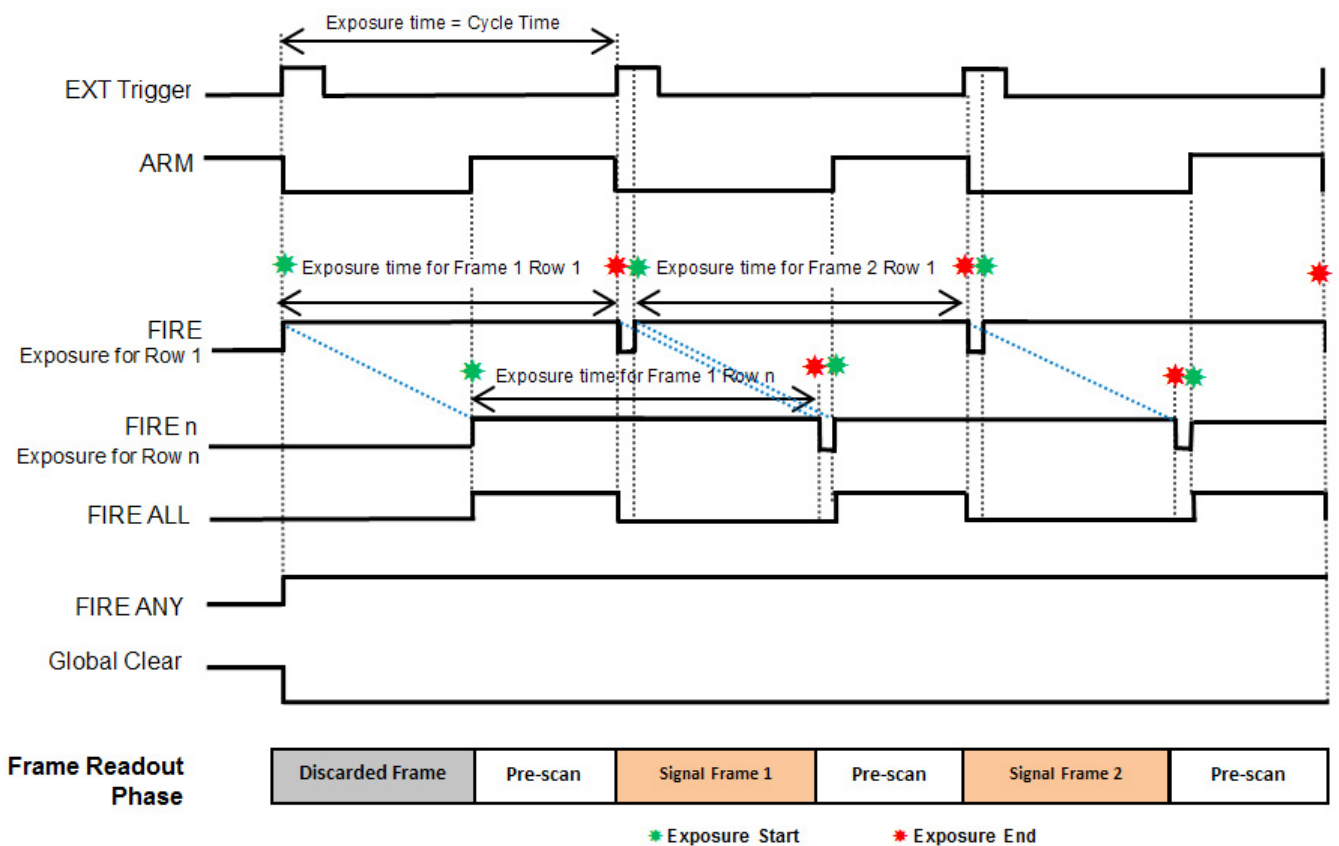 Exposure time = Cycle Time
EXT Trigger
ARM
Exposure time for Frame 1 Row 1
Exposure time for Frame 2 Row 1
FIRE
Exposure for Row 1
Exposure time for Frame 1 Row n
FIRE n
Exposure for Row n
FIRE ALL
FIRE ANY
Global Clear
Frame Readout
Phase
Discarded Frame
Pre-scan
Signal Frame 1
Pre-scan
Signal Frame 2
Pre-scan
Exposure Start
Exposure End